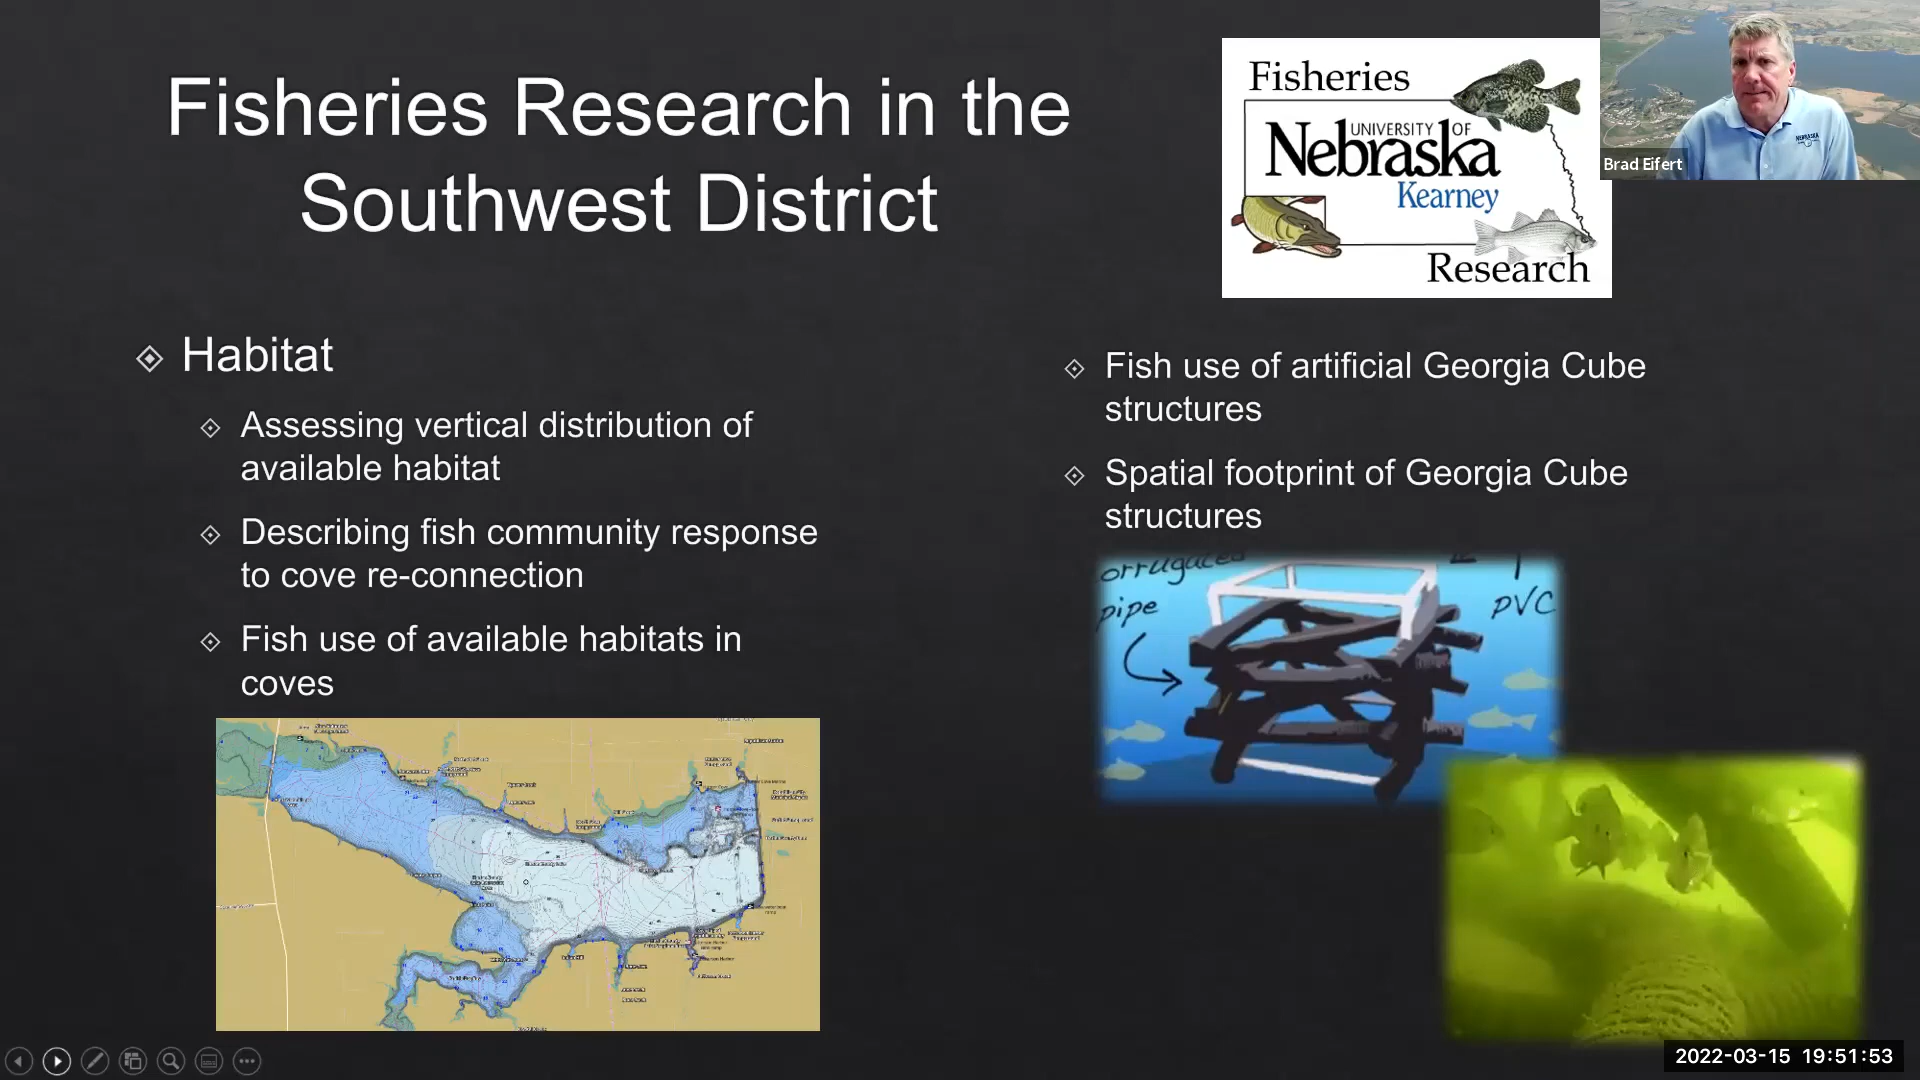 Fisheries Research in the
Southwest District
Fisheries
UNIVERSITY OF
Nebraska
Kearney
Research
NEBRASKA
Brad Eifert
Habitat
Assessing vertical distribution of
available habitat
Describing fish community response
to cove re-connection
Fish use of available habitats in
coves
Fish use of artificial Georgia Cube
structures
Spatial footprint of Georgia Cube
structures
orrugated
pipe
PVC
2022-03-15 19:51:53